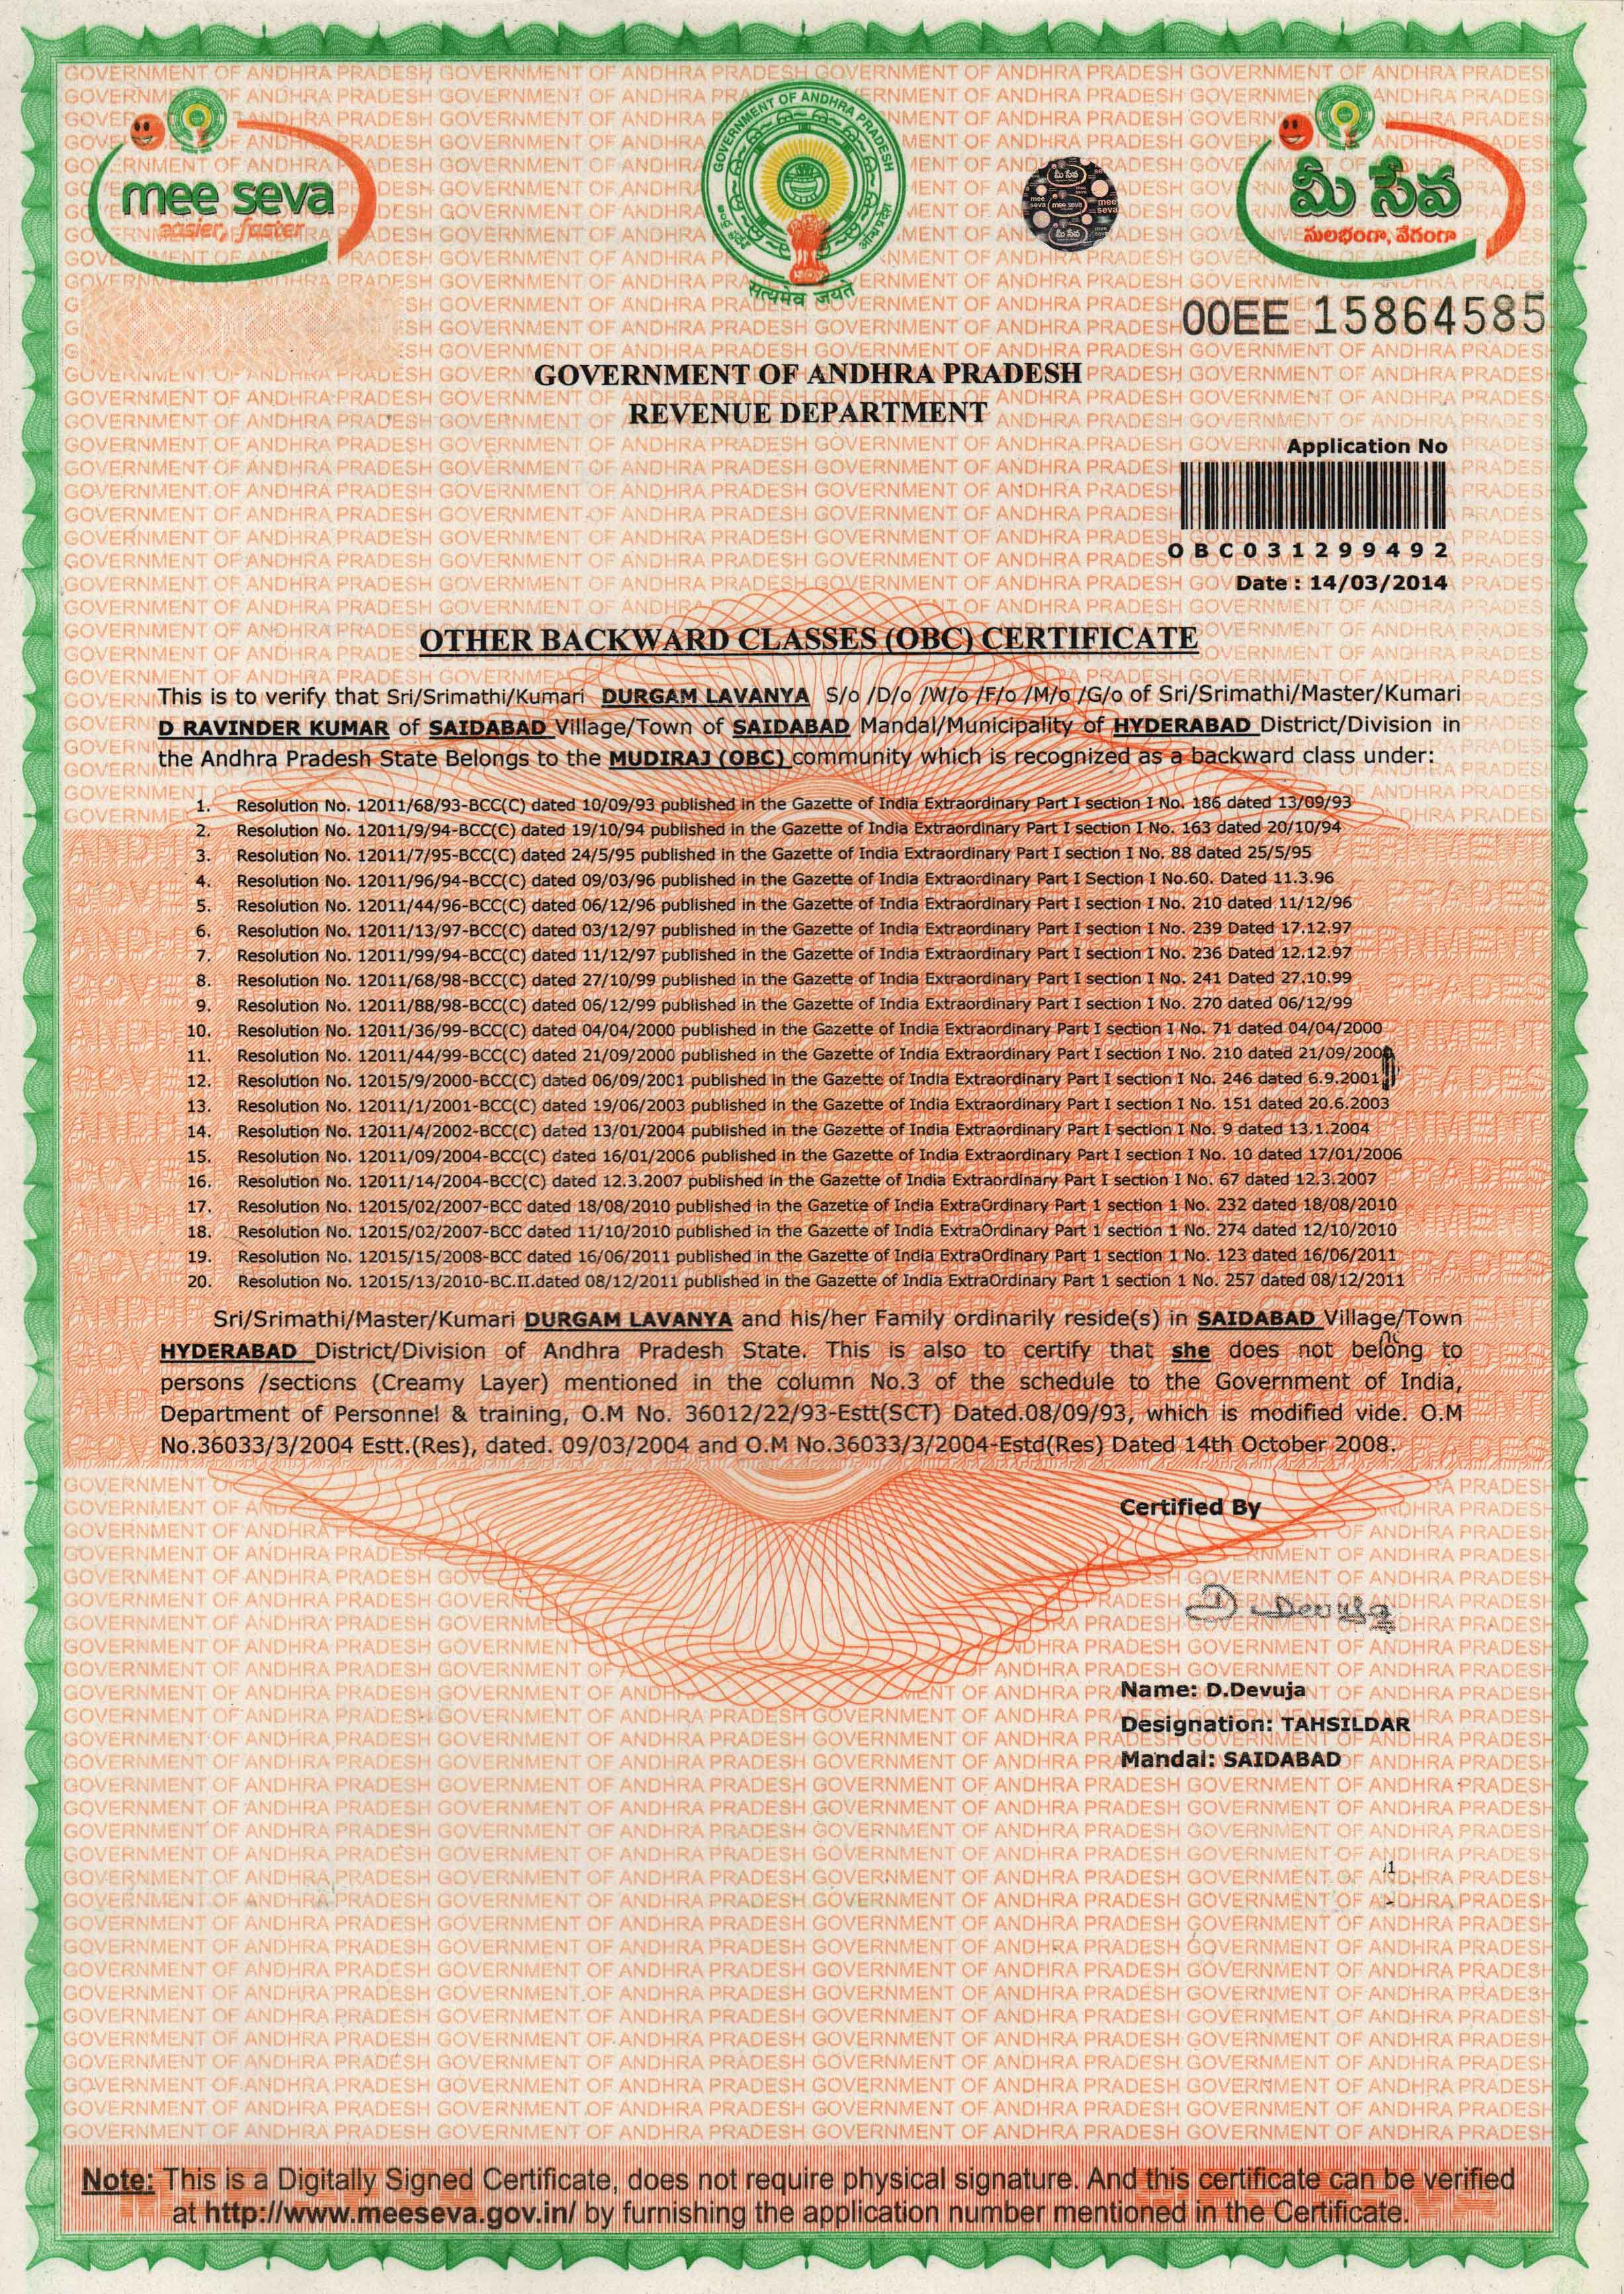 mee seva
easier, faster
GOVERNMENT OF ANDHRA PRADESH
सत्यमेव जयते
మీ సేవ
సులభంగా, వేగంగా
00EE 15864585
GOVERNMENT OF ANDHRA PRADESH
REVENUE DEPARTMENT
Application No
OBC031299492
Date : 14/03/2014
OTHER BACKWARD CLASSES (OBC) CERTIFICATE
This is to verify that Sri/Srimathi/Kumari DURGAM LAVANYA S/o /D/o /W/o /F/o /M/o /G/o of Sri/Srimathi/Master/Kumari
D RAVINDER KUMAR of SAIDABAD Village/Town of SAIDABAD Mandal/Municipality of HYDERABAD District/Division in
the Andhra Pradesh State Belongs to the MUDIRAJ (OBC) community which is recognized as a backward class under:
1. Resolution No. 12011/68/93-BCC(C) dated 10/09/93 published in the Gazette of India Extraordinary Part I section I No. 186 dated 13/09/93
2. Resolution No. 12011/9/94-BCC(C) dated 19/10/94 published in the Gazette of India Extraordinary Part I section I No. 163 dated 20/10/94
3. Resolution No. 12011/7/95-BCC(C) dated 24/5/95 published in the Gazette of India Extraordinary Part I section I No. 88 dated 25/5/95
4. Resolution No. 12011/96/94-BCC(C) dated 09/03/96 published in the Gazette of India Extraordinary Part I Section I No.60. Dated 11.3.96
5. Resolution No. 12011/44/96-BCC(C) dated 06/12/96 published in the Gazette of India Extraordinary Part I section I No. 210 dated 11/12/96
6. Resolution No. 12011/13/97-BCC(C) dated 03/12/97 published in the Gazette of India Extraordinary Part I section I No. 239 Dated 17.12.97
7. Resolution No. 12011/99/94-BCC(C) dated 11/12/97 published in the Gazette of India Extraordinary Part I section I No. 236 Dated 12.12.97
8. Resolution No. 12011/68/98-BCC(C) dated 27/10/99 published in the Gazette of India Extraordinary Part I section I No. 241 Dated 27.10.99
9. Resolution No. 12011/88/98-BCC(C) dated 06/12/99 published in the Gazette of India Extraordinary Part I section I No. 270 dated 06/12/99
10. Resolution No. 12011/36/99-BCC(C) dated 04/04/2000 published in the Gazette of India Extraordinary Part I section I No. 71 dated 04/04/2000
11. Resolution No. 12011/44/99-BCC(C) dated 21/09/2000 published in the Gazette of India Extraordinary Part I section I No. 210 dated 21/09/2000
12. Resolution No. 12015/9/2000-BCC(C) dated 06/09/2001 published in the Gazette of India Extraordinary Part I section I No. 246 dated 6.9.2001
13. Resolution No. 12011/1/2001-BCC(C) dated 19/06/2003 published in the Gazette of India Extraordinary Part I section I No. 151 dated 20.6.2003
14. Resolution No. 12011/4/2002-BCC(C) dated 13/01/2004 published in the Gazette of India Extraordinary Part I section I No. 9 dated 13.1.2004
15. Resolution No. 12011/09/2004-BCC(C) dated 16/01/2006 published in the Gazette of India Extraordinary Part I section I No. 10 dated 17/01/2006
16. Resolution No. 12011/14/2004-BCC(C) dated 12.3.2007 published in the Gazette of India Extraordinary Part I section I No. 67 dated 12.3.2007
17. Resolution No. 12015/02/2007-BCC dated 18/08/2010 published in the Gazette of India ExtraOrdinary Part 1 section 1 No. 232 dated 18/08/2010
18. Resolution No. 12015/02/2007-BCC dated 11/10/2010 published in the Gazette of India ExtraOrdinary Part 1 section 1 No. 274 dated 12/10/2010
19. Resolution No. 12015/15/2008-BCC dated 16/06/2011 published in the Gazette of India ExtraOrdinary Part 1 section 1 No. 123 dated 16/06/2011
20. Resolution No. 12015/13/2010-BC.II.dated 08/12/2011 published in the Gazette of India ExtraOrdinary Part 1 section 1 No. 257 dated 08/12/2011
Sri/Srimathi/Master/Kumari DURGAM LAVANYA and his/her Family ordinarily reside(s) in SAIDABAD Village/Town
HYDERABAD District/Division of Andhra Pradesh State. This is also to certify that she does not belong to
persons /sections (Creamy Layer) mentioned in the column No.3 of the schedule to the Government of India,
Department of Personnel & training, O.M No. 36012/22/93-Estt(SCT) Dated.08/09/93, which is modified vide. O.M
No.36033/3/2004 Estt.(Res), dated. 09/03/2004 and O.M No.36033/3/2004-Estd(Res) Dated 14th October 2008.
Certified By
D. Devuja
Name: D.Devuja
Designation: TAHSILDAR
Mandal: SAIDABAD
Note: This is a Digitally Signed Certificate, does not require physical signature. And this certificate can be verified
at http://www.meeseva.gov.in/ by furnishing the application number mentioned in the Certificate.